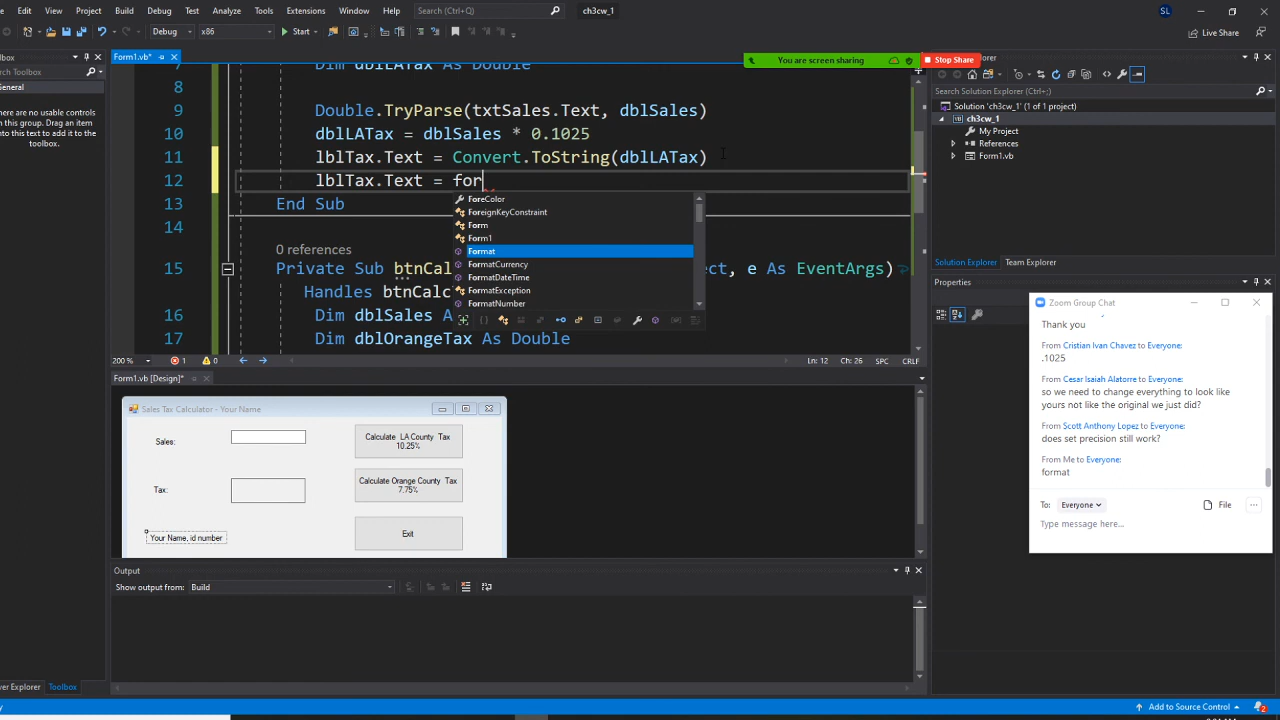 File Edit View Git Project Build Debug Test Analyze Tools Extensions Window Help Search (Ctrl+Q) ch3cw_1 SL
Debug x86 Start Live Share
Toolbox Form1.vb* You are screen sharing Stop Share Solution Explorer
Search Toolbox
General
There are no usable controls in this group. Drag an item onto this text to add it to the toolbox.
7 Dim dblLATax As Double
8
9 Double.TryParse(txtSales.Text, dblSales)
10 dblLATax = dblSales * 0.1025
11 lblTax.Text = Convert.ToString(dblLATax)
12 lblTax.Text = for
13 End Sub
14
0 references
15 Private Sub btnCal ect, e As EventArgs)
Handles btnCalc
16 Dim dblSales A
17 Dim dblOrangeTax As Double
ForeColor
ForeignKeyConstraint
Form
Form1
Format
FormatCurrency
FormatDateTime
FormatException
FormatNumber
200 % 1 0 Ln: 12 Ch: 26 SPC CRLF
Search Solution Explorer (Ctrl+;)
Solution 'ch3cw_1' (1 of 1 project)
ch3cw_1
My Project
References
Form1.vb
Solution Explorer Team Explorer
Properties
Form1.vb [Design]*
Sales Tax Calculator - Your Name
Sales:
Calculate LA County Tax
10.25%
Tax:
Calculate Orange County Tax
7.75%
Your Name, id number
Exit
Zoom Group Chat
Thank you
From Cristian Ivan Chavez to Everyone:
.1025
From Cesar Isaiah Alatorre to Everyone:
so we need to change everything to look like
yours not like the original we just did?
From Scott Anthony Lopez to Everyone:
does set precision still work?
From Me to Everyone:
format
To: Everyone File
Type message here...
Output
Show output from: Build
Server Explorer Toolbox
Add to Source Control 2